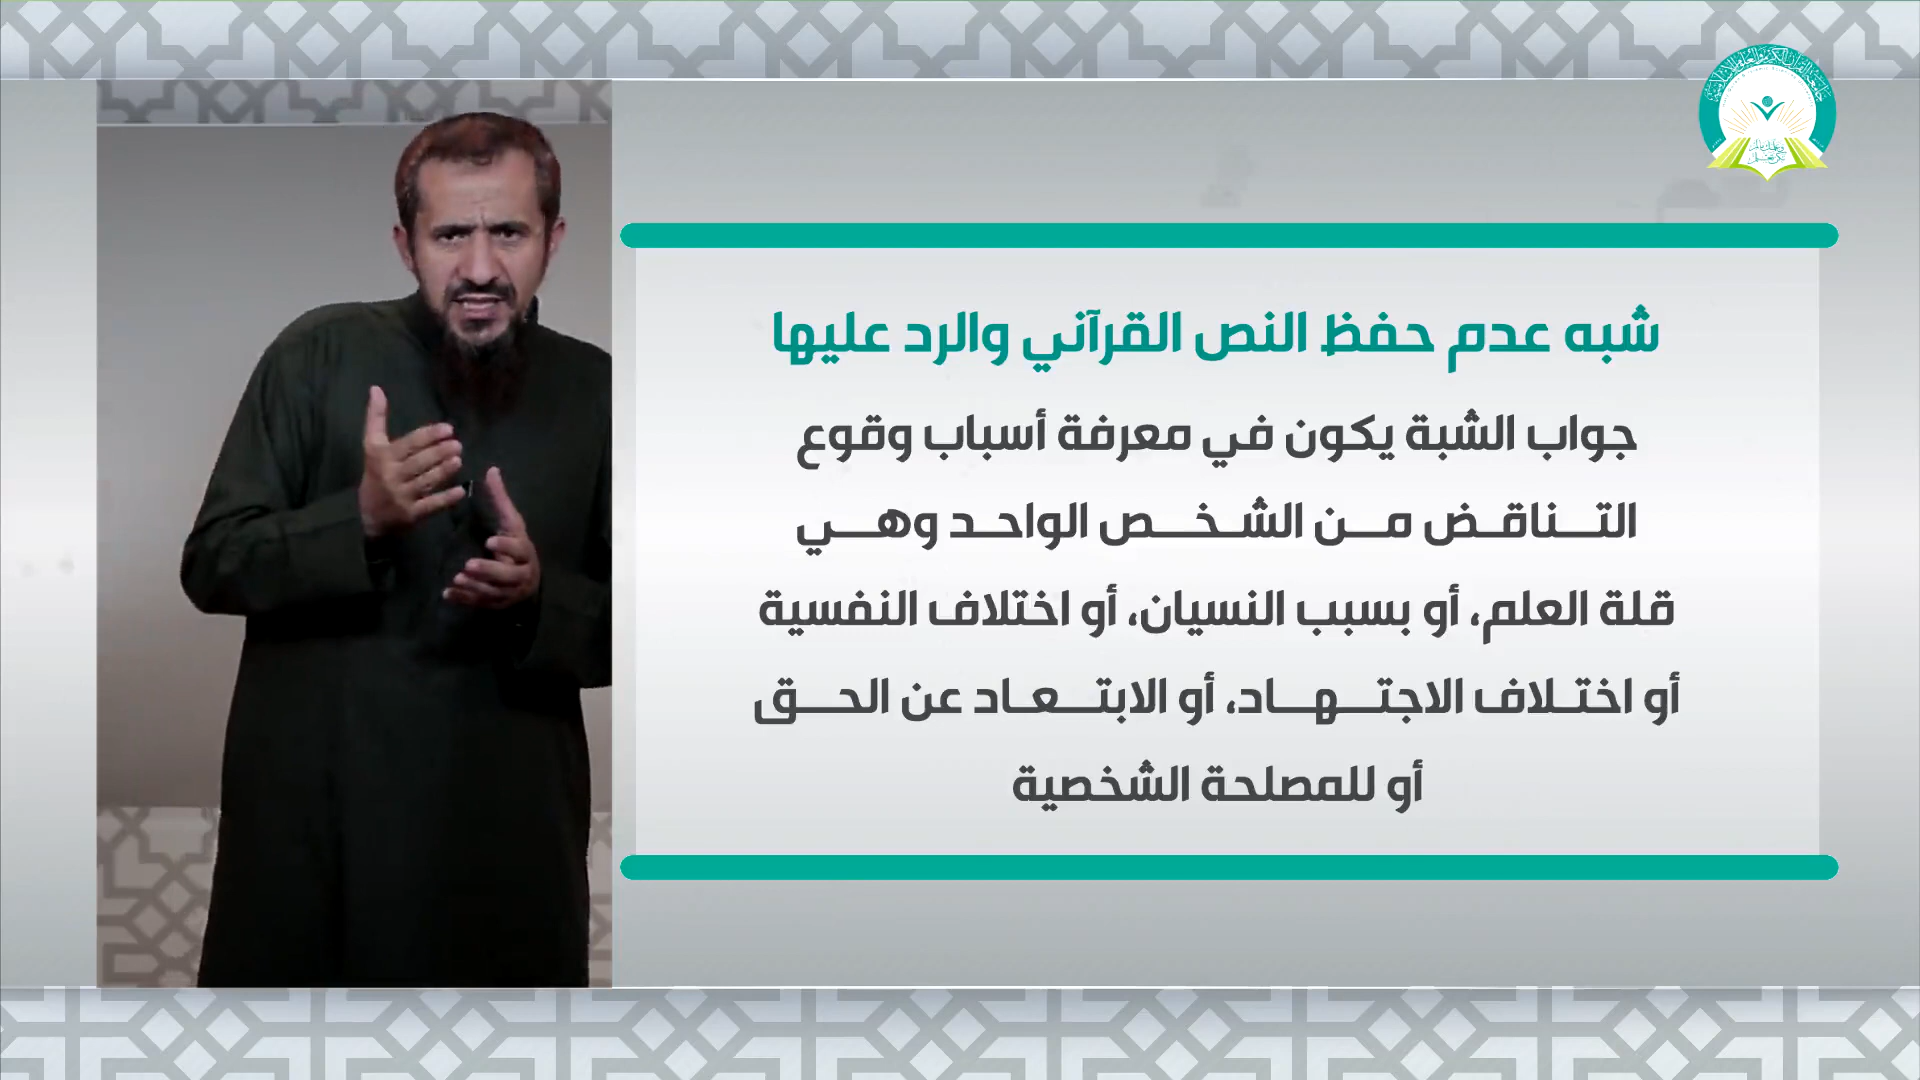 شبه عدم حفظ النص القرآني والرد عليها
جواب الشبة يكون في معرفة أسباب وقوع
التناقض من الشخص الواحد وهي
قلة العلم، أو بسبب النسيان، أو اختلاف النفسية
أو اختلاف الاجتهاد، أو الابتعاد عن الحق
أو للمصلحة الشخصية